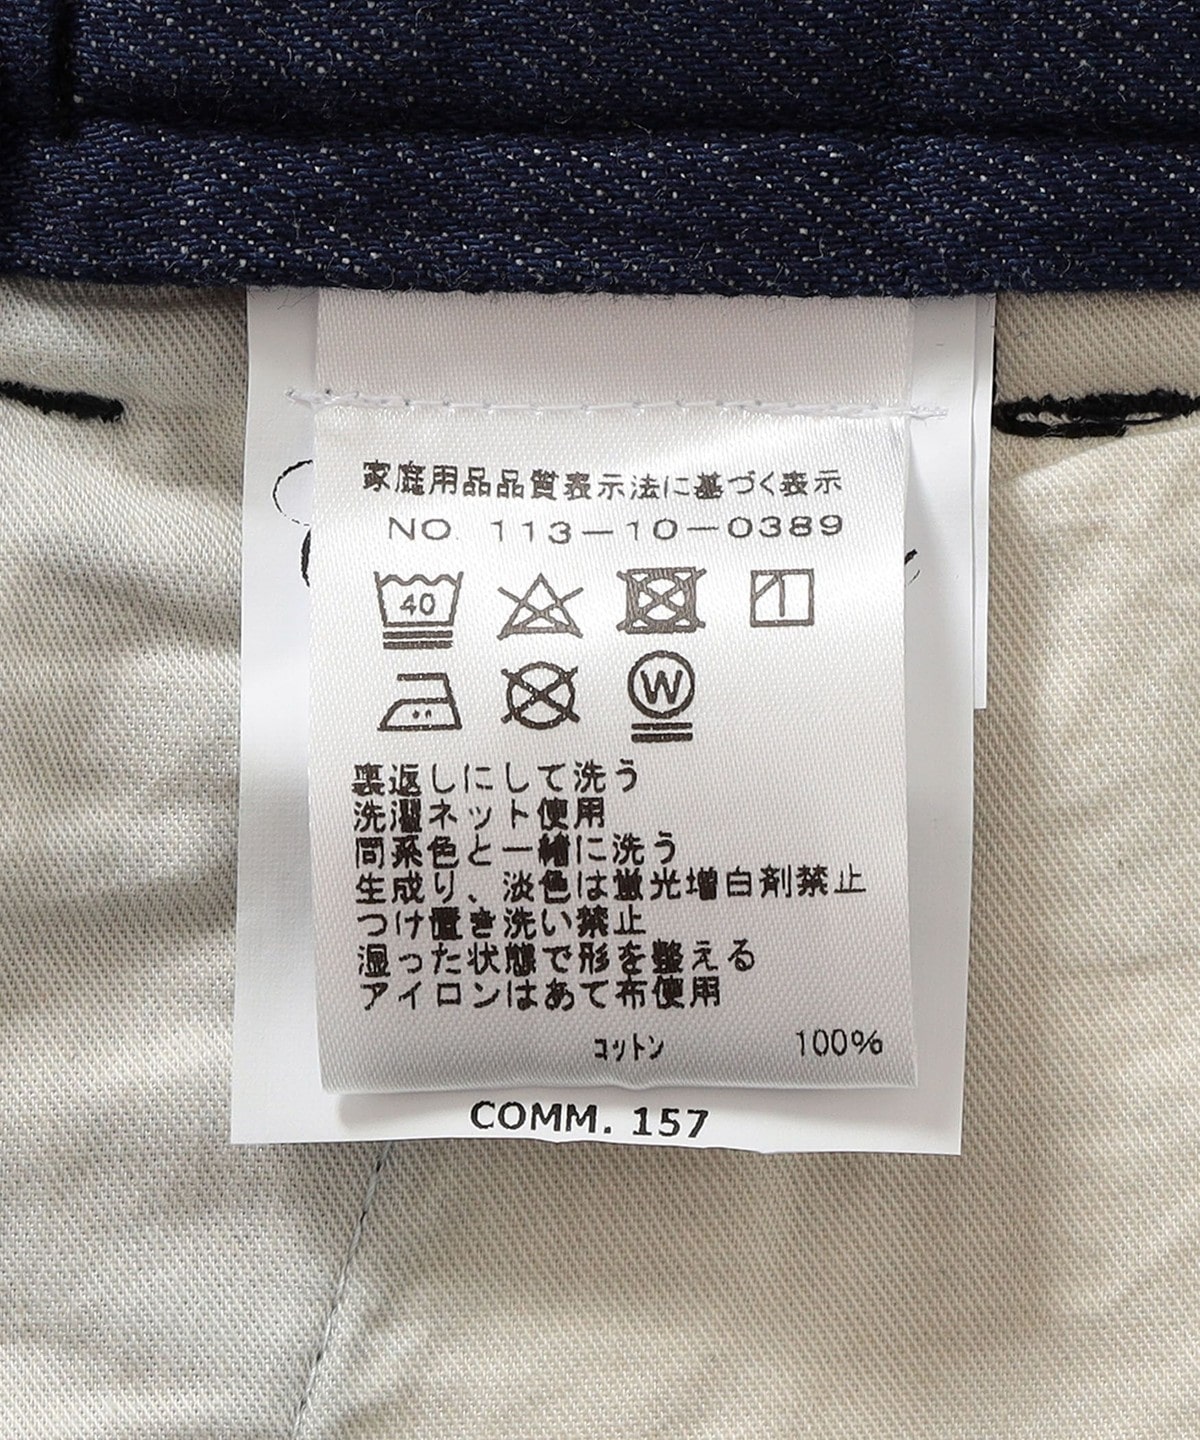 家庭用品品質表示法に基づく表示
NO. 113-10-0389
40
W
裏返しにして洗う
洗濯ネット使用
同系色と一緒に洗う
生成り、淡色は蛍光増白剤禁止
つけ置き洗い禁止
湿った状態で形を整える
アイロンはあて布使用
コットン 100%
COMM. 157